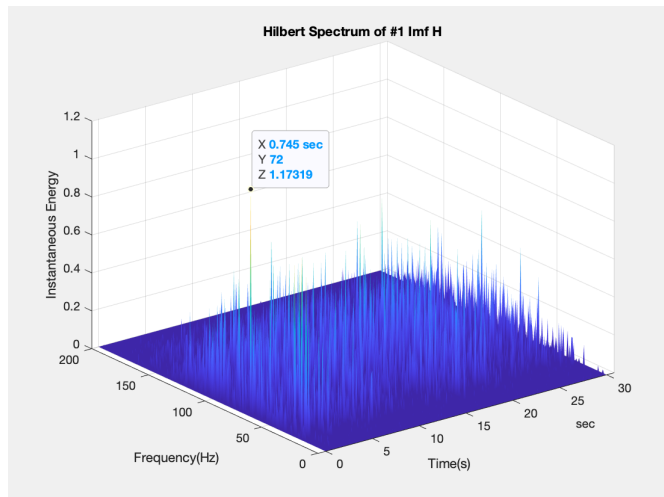 Hilbert Spectrum of #1 Imf H
X 0.745 sec
Y 72
Z 1.17319
Instantaneous Energy
1.2
1
0.8
0.6
0.4
0.2
0
200
150
100
50
0
Frequency(Hz)
0
5
10
15
20
25
30
sec
Time(s)